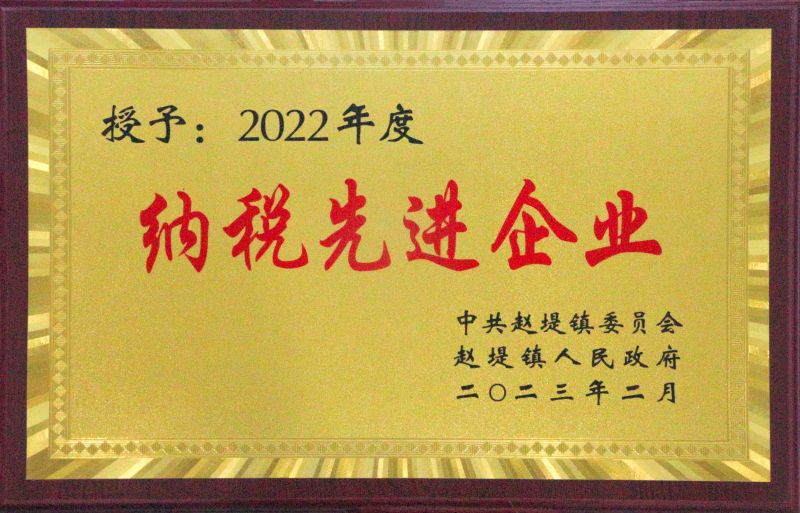 授予：2022年度
纳税先进企业
中共赵堤镇委员会
赵堤镇人民政府
二〇二三年二月